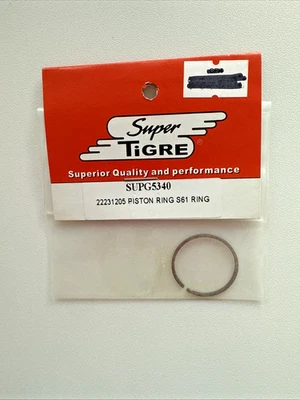 Super
TiGRE
Superior Quality and performance
SUPG5340
22231205 PISTON RING S61 RING